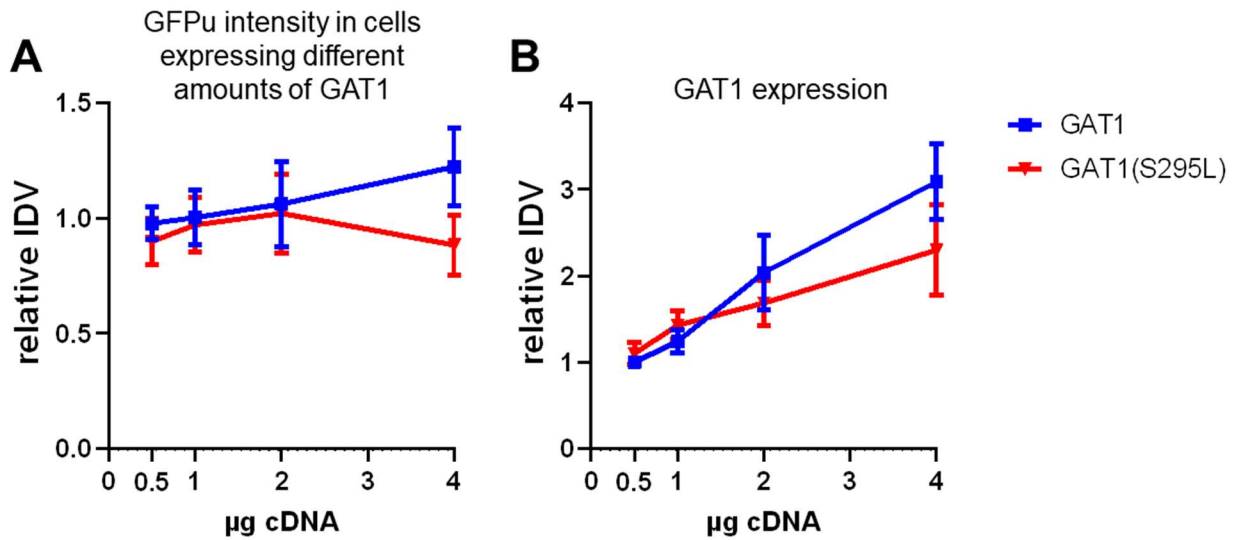 A
GFPu intensity in cells
expressing different
amounts of GAT1
relative IDV
1.5
1.0
0.5
0.0
0 0.5 1 2 3 4
µg cDNA
B
GAT1 expression
relative IDV
4
3
2
1
0
0 0.5 1 2 3 4
µg cDNA
GAT1
GAT1(S295L)